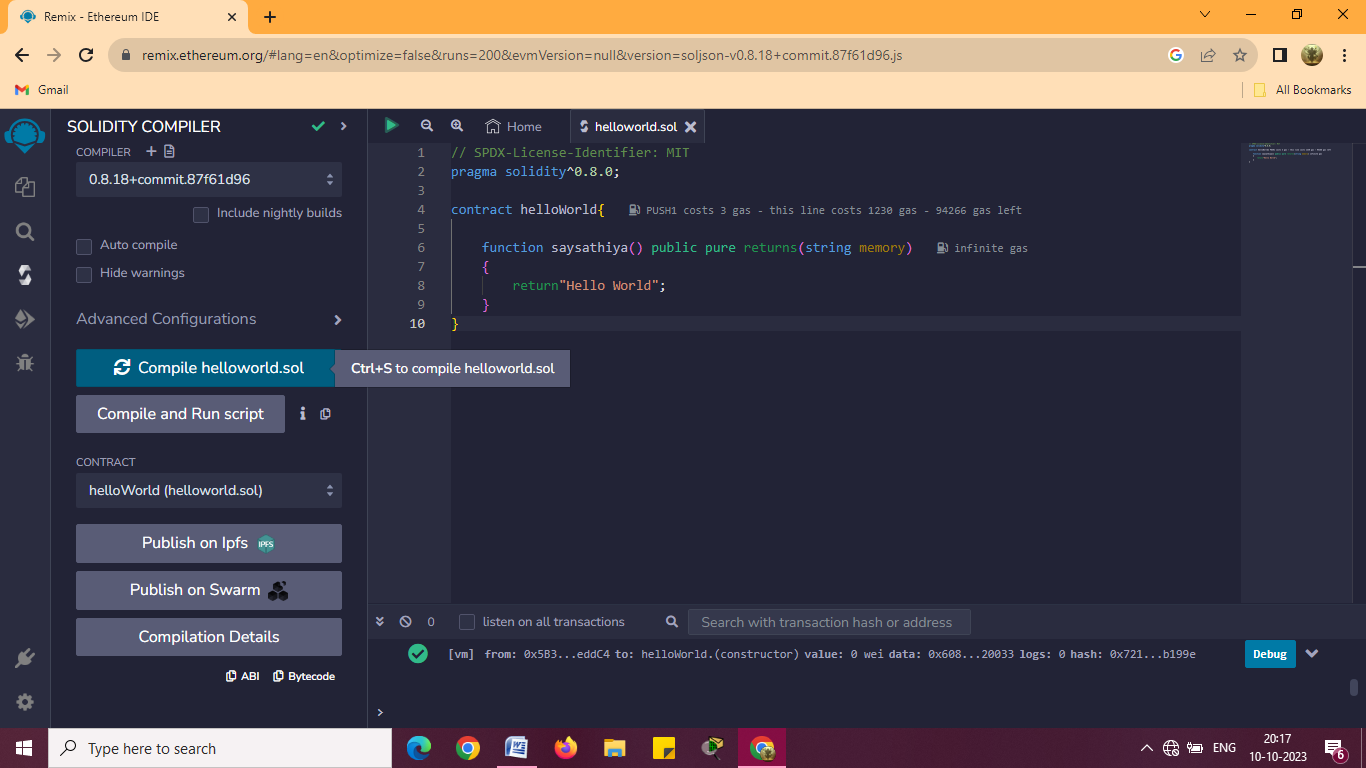 Remix - Ethereum IDE
remix.ethereum.org/#lang=en&optimize=false&runs=200&evmVersion=null&version=soljson-v0.8.18+commit.87f61d96.js
Gmail
All Bookmarks
SOLIDITY COMPILER
COMPILER
0.8.18+commit.87f61d96
Include nightly builds
Auto compile
Hide warnings
Advanced Configurations
Compile helloworld.sol
Ctrl+S to compile helloworld.sol
Compile and Run script
CONTRACT
helloWorld (helloworld.sol)
Publish on Ipfs IPFS
Publish on Swarm
Compilation Details
ABI Bytecode
Home helloworld.sol
1 // SPDX-License-Identifier: MIT
2 pragma solidity^0.8.0;
3
4 contract helloWorld{ PUSH1 costs 3 gas - this line costs 1230 gas - 94266 gas left
5
6 function saysathiya() public pure returns(string memory) infinite gas
7 {
8 return"Hello World";
9 }
10 }
0 listen on all transactions Search with transaction hash or address
[vm] from: 0x5B3...eddC4 to: helloWorld.(constructor) value: 0 wei data: 0x608...20033 logs: 0 hash: 0x721...b199e Debug
>
Type here to search
ENG
20:17
10-10-2023
6